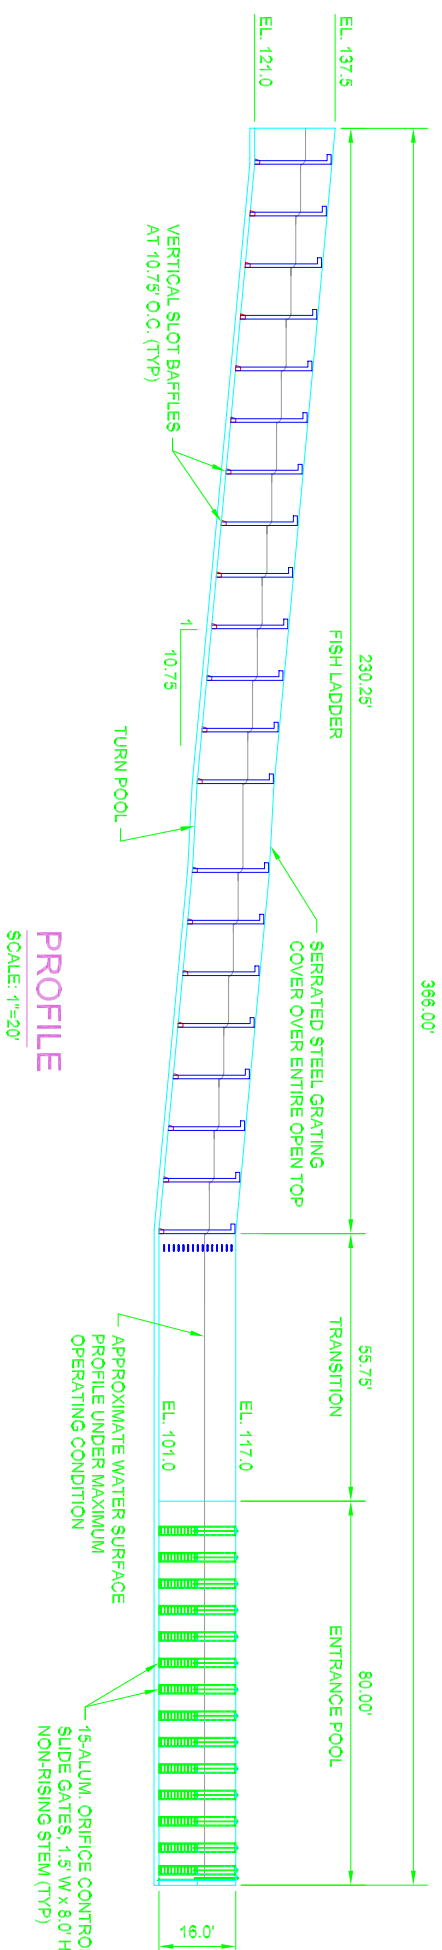 366.00'
230.25'
FISH LADDER
55.75'
TRANSITION
80.00'
ENTRANCE POOL
EL. 137.5
EL. 121.0
SERRATED STEEL GRATING
COVER OVER ENTIRE OPEN TOP
EL. 117.0
EL. 101.0
16.0'
VERTICAL SLOT BAFFLES
AT 10.75' O.C. (TYP)
1
10.75
TURN POOL
APPROXIMATE WATER SURFACE
PROFILE UNDER MAXIMUM
OPERATING CONDITION
15-ALUM. ORIFICE CONTRO
SLIDE GATES, 1.5' W x 8.0' H
NON-RISING STEM (TYP)
PROFILE
SCALE: 1"=20'